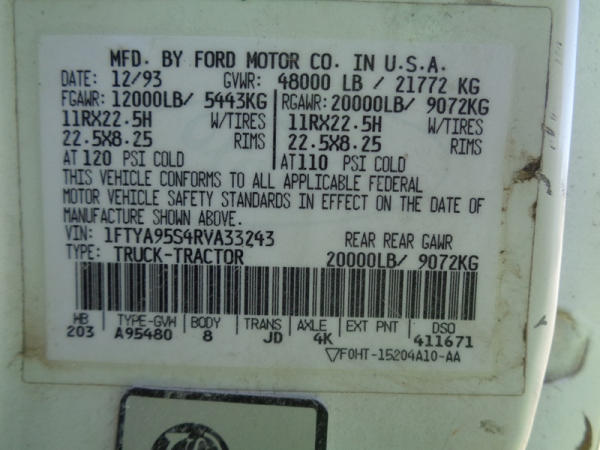 MFD. BY FORD MOTOR CO. IN U.S.A.
DATE: 12/93 GVWR: 48000 LB / 21772 KG
FGAWR: 12000LB/ 5443KG RGAWR: 20000LB/ 9072KG
11RX22.5H W/TIRES 11RX22.5H W/TIRES
22.5X8.25 RIMS 22.5X8.25 RIMS
AT 120 PSI COLD AT 110 PSI COLD
THIS VEHICLE CONFORMS TO ALL APPLICABLE FEDERAL
MOTOR VEHICLE SAFETY STANDARDS IN EFFECT ON THE DATE OF
MANUFACTURE SHOWN ABOVE.
VIN: 1FTYA95S4RVA33243 REAR REAR GAWR
TYPE: TRUCK-TRACTOR 20000LB/ 9072KG
WB TYPE-GVW BODY TRANS AXLE EXT PNT DSO
203 A95480 8 JD 4K 411671
▽F0HT-15204A10-AA